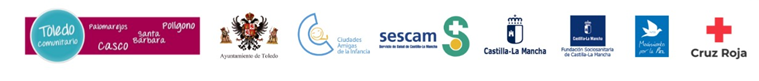 Toledo
comunitario
Palomarejos
Polígono
Santa
Bárbara
CASCO
Ayuntamiento de Toledo
Ciudades
Amigas
de la Infancia
sescam
Servicio de Salud de Castilla-La Mancha
Castilla-La Mancha
Castilla-La Mancha
Fundación Sociosanitaria
de Castilla-La Mancha
Movimiento
por la
Paz
Cruz Roja